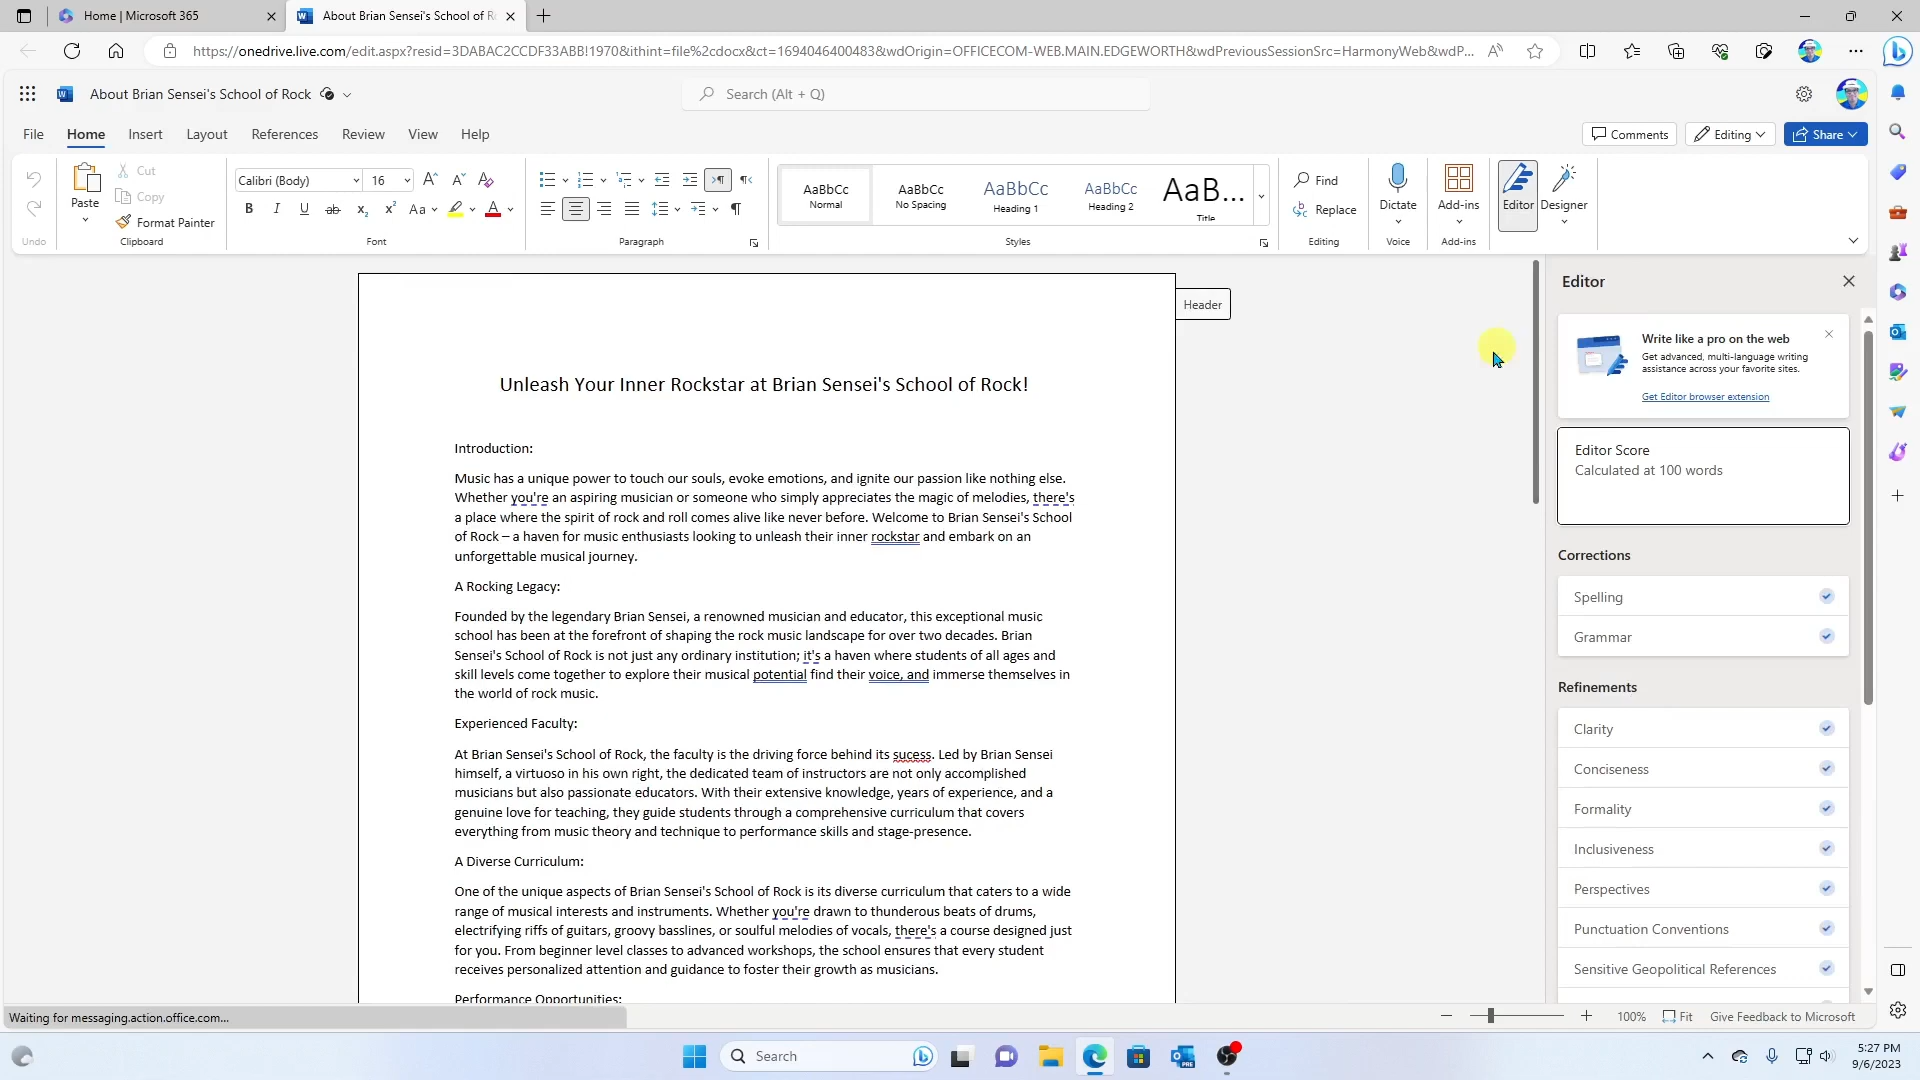 Home | Microsoft 365
About Brian Sensei's School of R
https://onedrive.live.com/edit.aspx?resid=3DABAC2CCDF33ABB!1970&ithint=file%2cdocx&ct=1694046400483&wdOrigin=OFFICECOM-WEB.MAIN.EDGEWORTH&wdPreviousSessionSrc=HarmonyWeb&wdP...
About Brian Sensei's School of Rock
Search (Alt + Q)
File Home Insert Layout References Review View Help
Comments Editing Share
Paste Cut Copy Format Painter
Calibri (Body) 16
AaBbCc AaBbCc AaBbCc AaBbCc AaB...
Normal No Spacing Heading 1 Heading 2 Title
Find
Replace
Dictate Add-ins Editor Designer
Undo Clipboard Font Paragraph Styles Editing Voice Add-ins
Header
Unleash Your Inner Rockstar at Brian Sensei's School of Rock!
Introduction:
Music has a unique power to touch our souls, evoke emotions, and ignite our passion like nothing else.
Whether you're an aspiring musician or someone who simply appreciates the magic of melodies, there's
a place where the spirit of rock and roll comes alive like never before. Welcome to Brian Sensei's School
of Rock – a haven for music enthusiasts looking to unleash their inner rockstar and embark on an
unforgettable musical journey.
A Rocking Legacy:
Founded by the legendary Brian Sensei, a renowned musician and educator, this exceptional music
school has been at the forefront of shaping the rock music landscape for over two decades. Brian
Sensei's School of Rock is not just any ordinary institution; it's a haven where students of all ages and
skill levels come together to explore their musical potential find their voice, and immerse themselves in
the world of rock music.
Experienced Faculty:
At Brian Sensei's School of Rock, the faculty is the driving force behind its sucess. Led by Brian Sensei
himself, a virtuoso in his own right, the dedicated team of instructors are not only accomplished
musicians but also passionate educators. With their extensive knowledge, years of experience, and a
genuine love for teaching, they guide students through a comprehensive curriculum that covers
everything from music theory and technique to performance skills and stage-presence.
A Diverse Curriculum:
One of the unique aspects of Brian Sensei's School of Rock is its diverse curriculum that caters to a wide
range of musical interests and instruments. Whether you're drawn to thunderous beats of drums,
electrifying riffs of guitars, groovy basslines, or soulful melodies of vocals, there's a course designed just
for you. From beginner level classes to advanced workshops, the school ensures that every student
receives personalized attention and guidance to foster their growth as musicians.
Performance Opportunities:
Editor
Write like a pro on the web
Get advanced, multi-language writing
assistance across your favorite sites.
Get Editor browser extension
Editor Score
Calculated at 100 words
Corrections
Spelling
Grammar
Refinements
Clarity
Conciseness
Formality
Inclusiveness
Perspectives
Punctuation Conventions
Sensitive Geopolitical References
Waiting for messaging.action.office.com...
100% Fit Give Feedback to Microsoft
Search
5:27 PM
9/6/2023